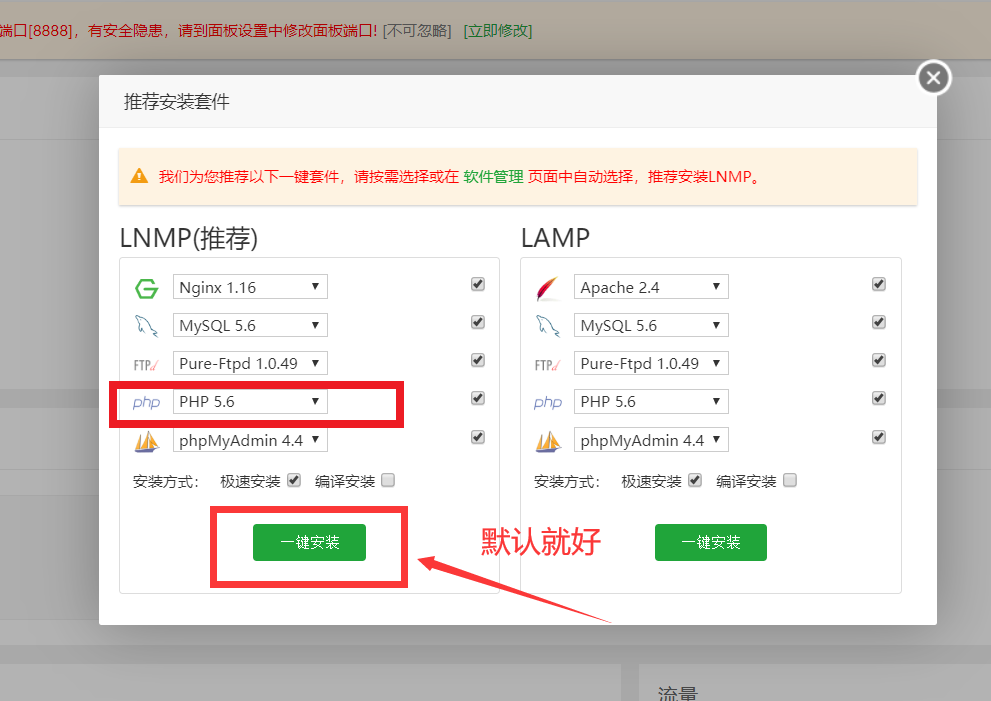 端口[8888]，有安全隐患，请到面板设置中修改面板端口! [不可忽略] [立即修改]
推荐安装套件
我们为您推荐以下一键套件，请按需选择或在 软件管理 页面中自动选择，推荐安装LNMP。
LNMP(推荐)
Nginx 1.16
MySQL 5.6
FTP Pure-Ftpd 1.0.49
php PHP 5.6
phpMyAdmin 4.4
安装方式： 极速安装 编译安装
一键安装
LAMP
Apache 2.4
MySQL 5.6
FTP Pure-Ftpd 1.0.49
php PHP 5.6
phpMyAdmin 4.4
安装方式： 极速安装 编译安装
一键安装
默认就好
流量